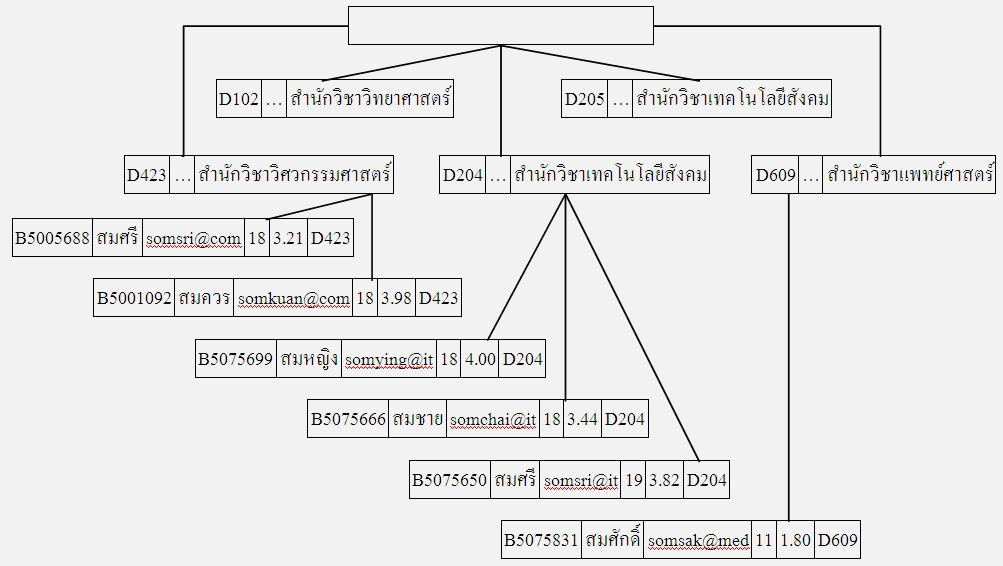 D102 ... สำนักวิชาวิทยาศาสตร์
D205 ... สำนักวิชาเทคโนโลยีสังคม
D423 ... สำนักวิชาวิศวกรรมศาสตร์
D204 ... สำนักวิชาเทคโนโลยีสังคม
D609 ... สำนักวิชาแพทย์ศาสตร์
B5005688 สมศรี somsri@com 18 3.21 D423
B5001092 สมควร somkuan@com 18 3.98 D423
B5075699 สมหญิง somying@it 18 4.00 D204
B5075666 สมชาย somchai@it 18 3.44 D204
B5075650 สมศรี somsri@it 19 3.82 D204
B5075831 สมศักดิ์ somsak@med 11 1.80 D609